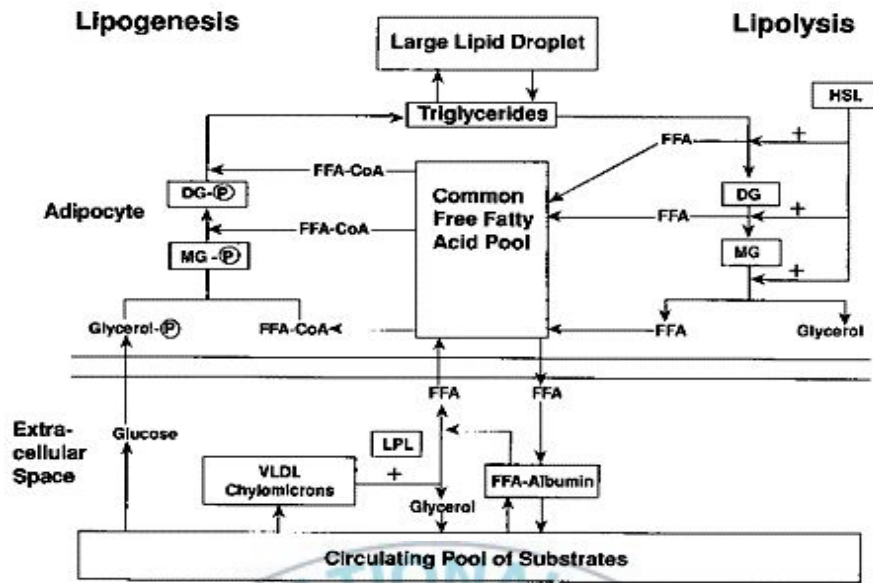 Lipogenesis
Lipolysis
Large Lipid Droplet
HSL
Triglycerides
+
FFA
FFA-CoA
DG-P
Common
Free Fatty
Acid Pool
DG
Adipocyte
FFA-CoA
FFA
+
MG-P
MG
+
Glycerol-P
FFA-CoA
FFA
Glycerol
FFA
FFA
Extra-
cellular
Space
Glucose
LPL
VLDL
Chylomicrons
+
FFA-Albumin
Glycerol
Circulating Pool of Substrates
TIONAL